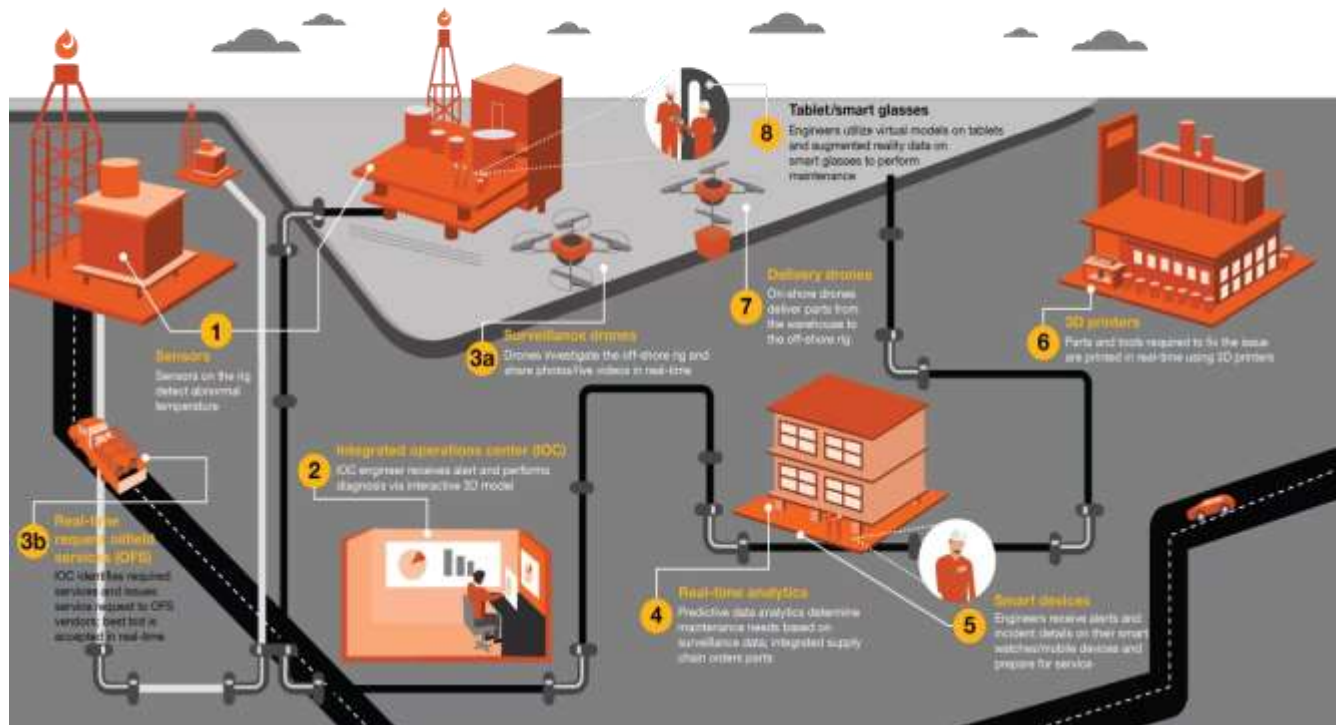 1
Sensors
Sensors on the rig
detect abnormal
temperature
2
Integrated operations center (IOC)
IOC engineer receives alert and performs
diagnosis via interactive 3D model
3a
Surveillance drones
Drones investigate the off-shore rig and
share photos/live videos in real-time
3b
Real-time
request oilfield
services (OFS)
IOC identifies required
services and issues
service request to OFS
vendors; best bid is
accepted in real-time
4
Real-time analytics
Predictive data analytics determine
maintenance needs based on
surveillance data; integrated supply
chain orders parts
5
Smart devices
Engineers receive alerts and
incident details on their smart
watches/mobile devices and
prepare for service
6
3D printers
Parts and tools required to fix the issue
are printed in real-time using 3D printers
7
Delivery drones
On-shore drones
deliver parts from
the warehouse to
the off-shore rig
8
Tablet/smart glasses
Engineers utilize virtual models on tablets
and augmented reality data on
smart glasses to perform
maintenance